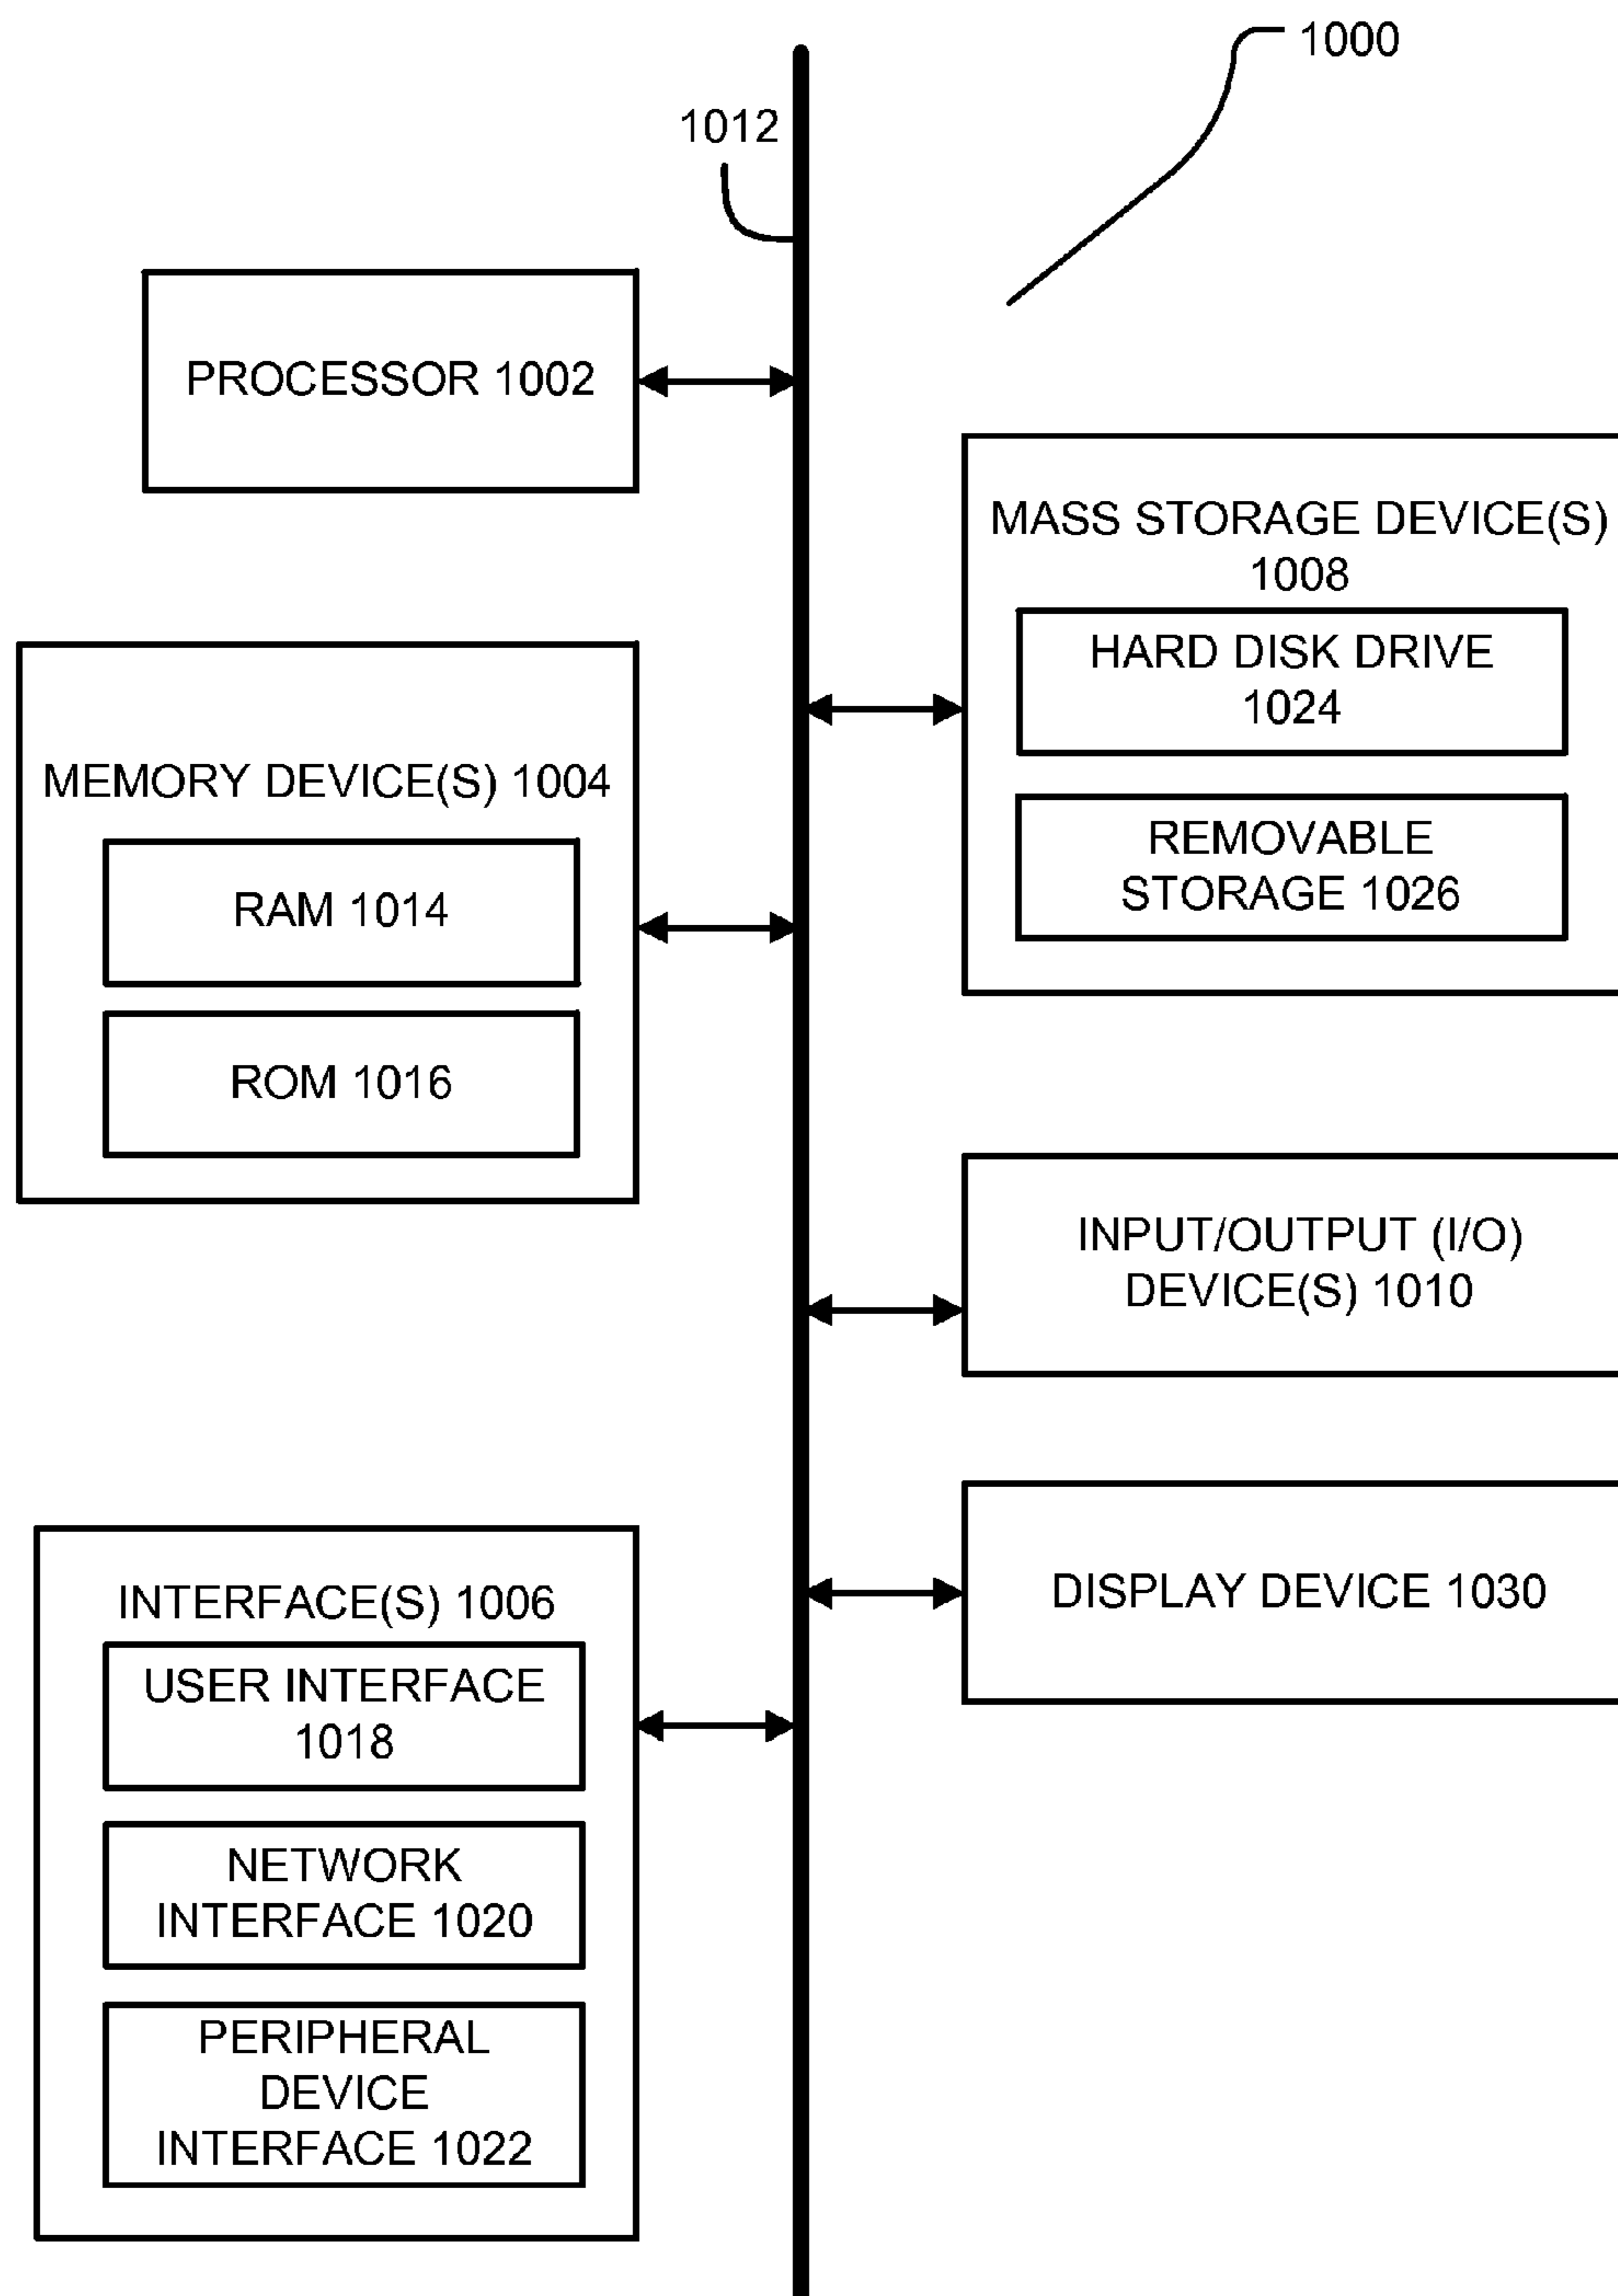 1000
1012
PROCESSOR 1002
MASS STORAGE DEVICE(S)
1008
HARD DISK DRIVE
1024
REMOVABLE
STORAGE 1026
MEMORY DEVICE(S) 1004
RAM 1014
ROM 1016
INPUT/OUTPUT (I/O)
DEVICE(S) 1010
DISPLAY DEVICE 1030
INTERFACE(S) 1006
USER INTERFACE
1018
NETWORK
INTERFACE 1020
PERIPHERAL
DEVICE
INTERFACE 1022